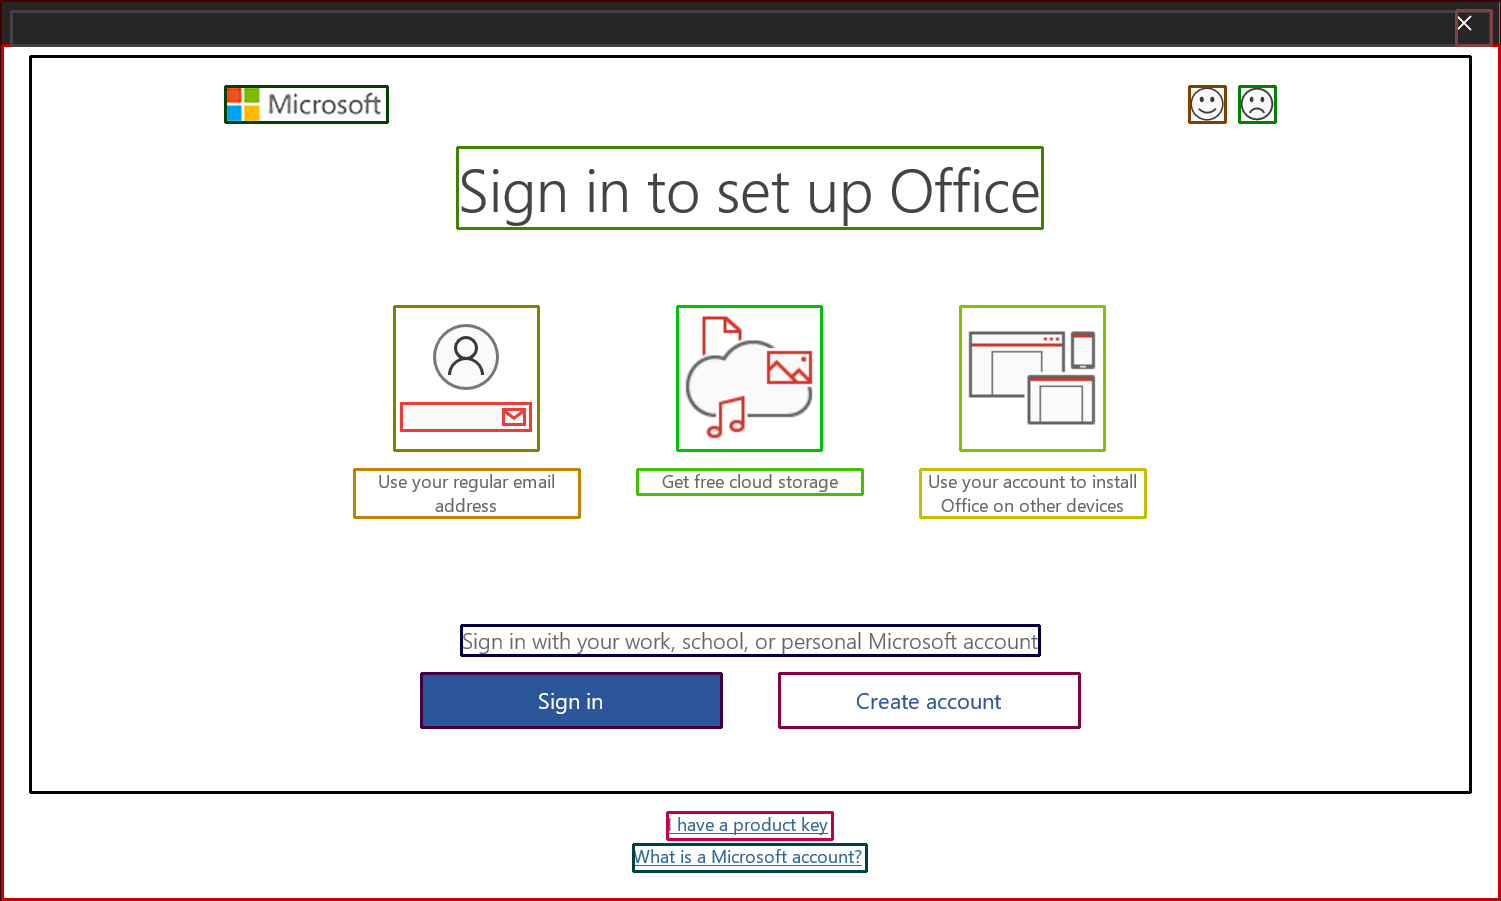 Microsoft
Sign in to set up Office
Use your regular email
address
Get free cloud storage
Use your account to install
Office on other devices
Sign in with your work, school, or personal Microsoft account
Sign in
Create account
I have a product key
What is a Microsoft account?